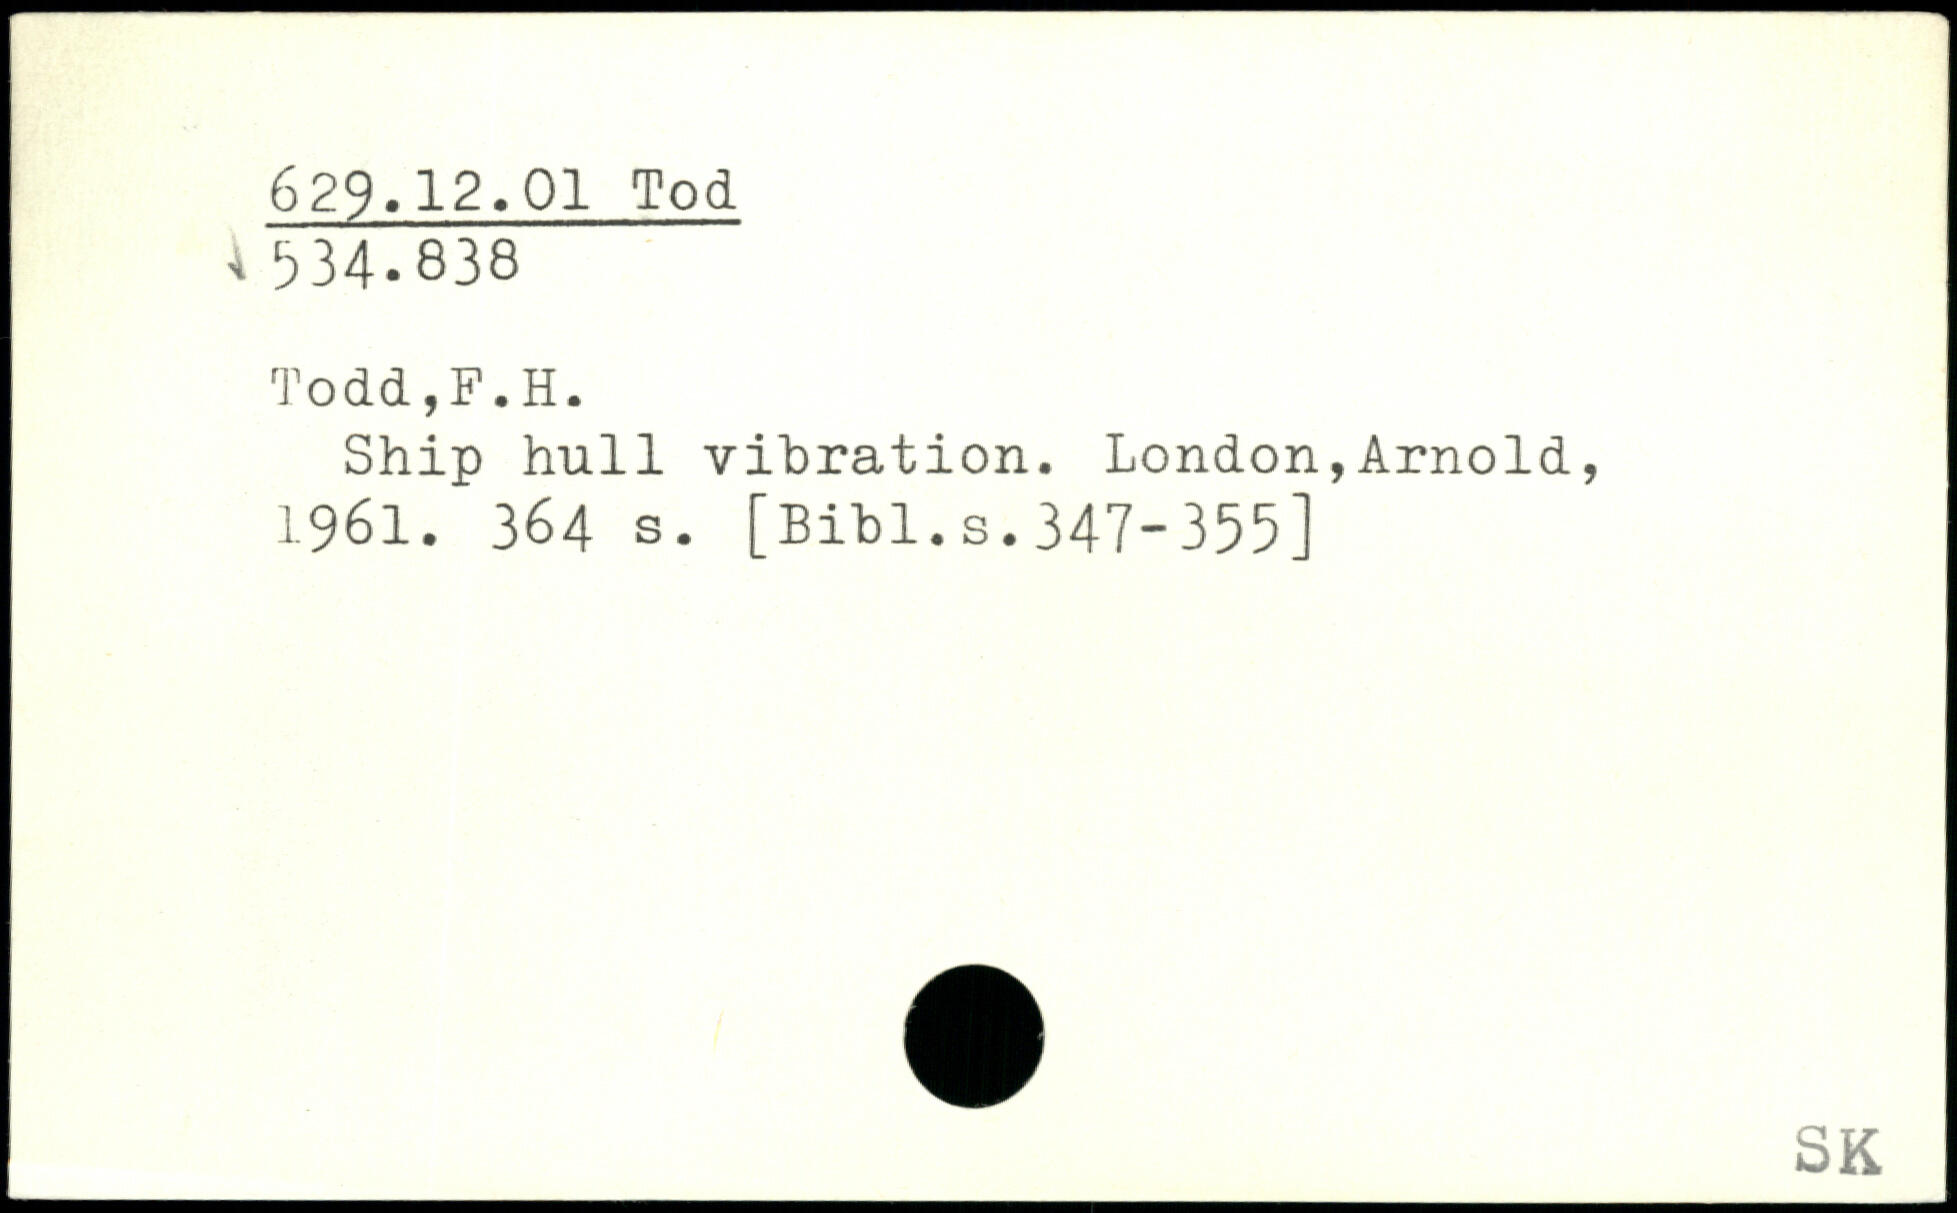 629.12.01 Tod
534.838
Todd,F.H.
Ship hull vibration. London,Arnold,
1961. 364 s. [Bibl.s.347-355]
SK